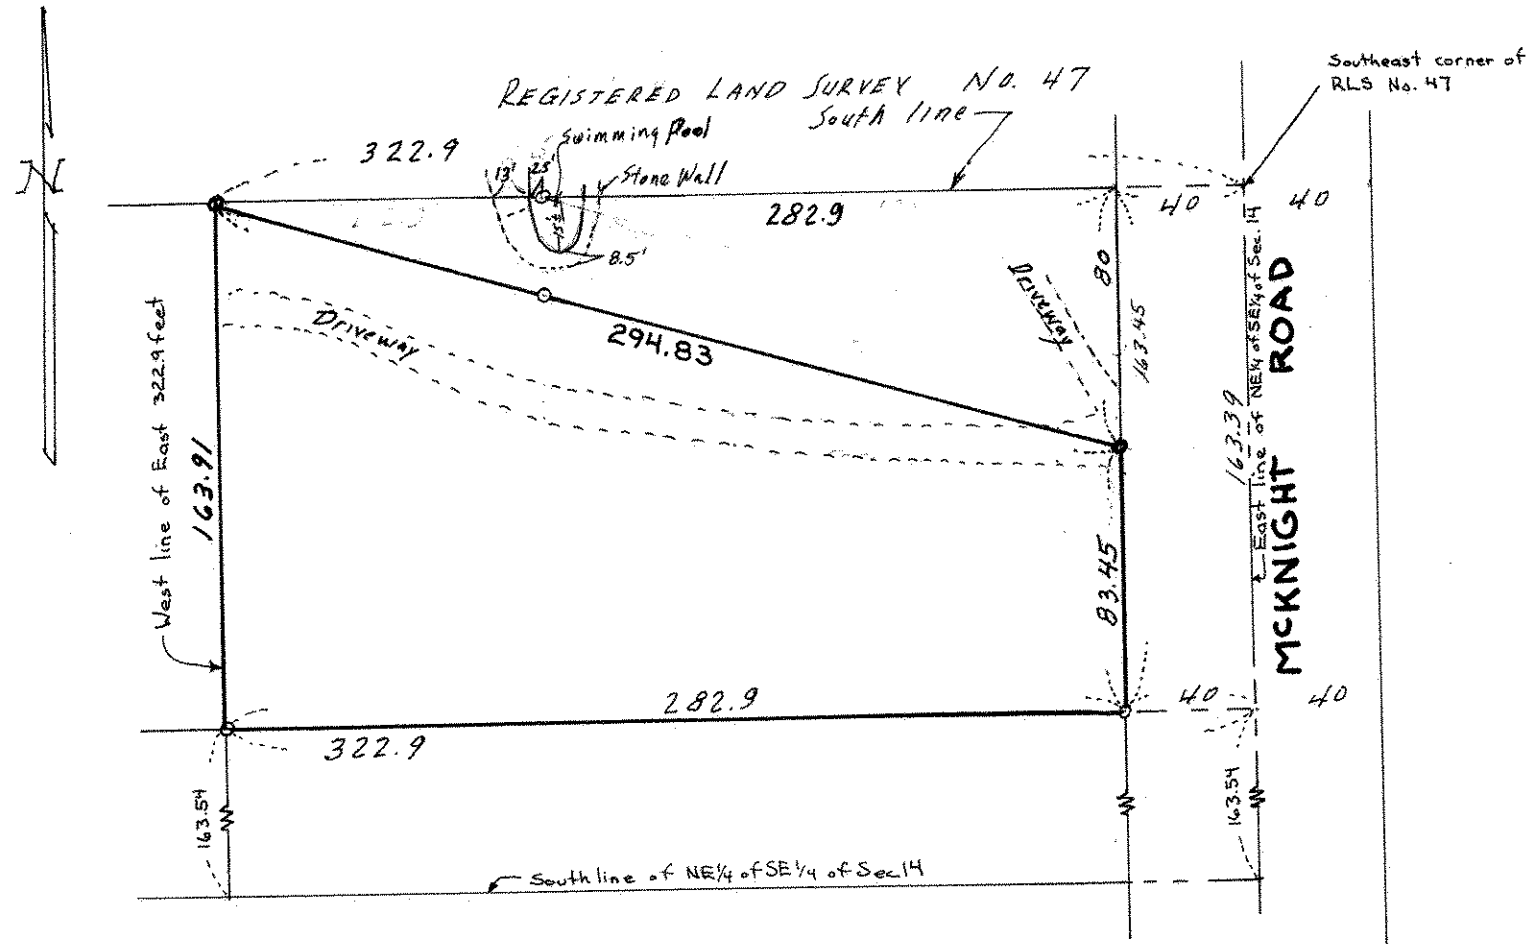 Southeast corner of
RLS No. 47
REGISTERED LAND SURVEY No. 47
South line
Swimming Pool
322.9
13'
25'
Stone Wall
N
282.9
40
40
15½
8.5'
80
Driveway
Driveway
294.83
163.45
163.39
East line of NE¼ of SE¼ of Sec. 14
MCKNIGHT ROAD
West line of East 322.9 feet
163.91
83.45
282.9
40
40
322.9
163.54
163.54
South line of NE¼ of SE¼ of Sec 14